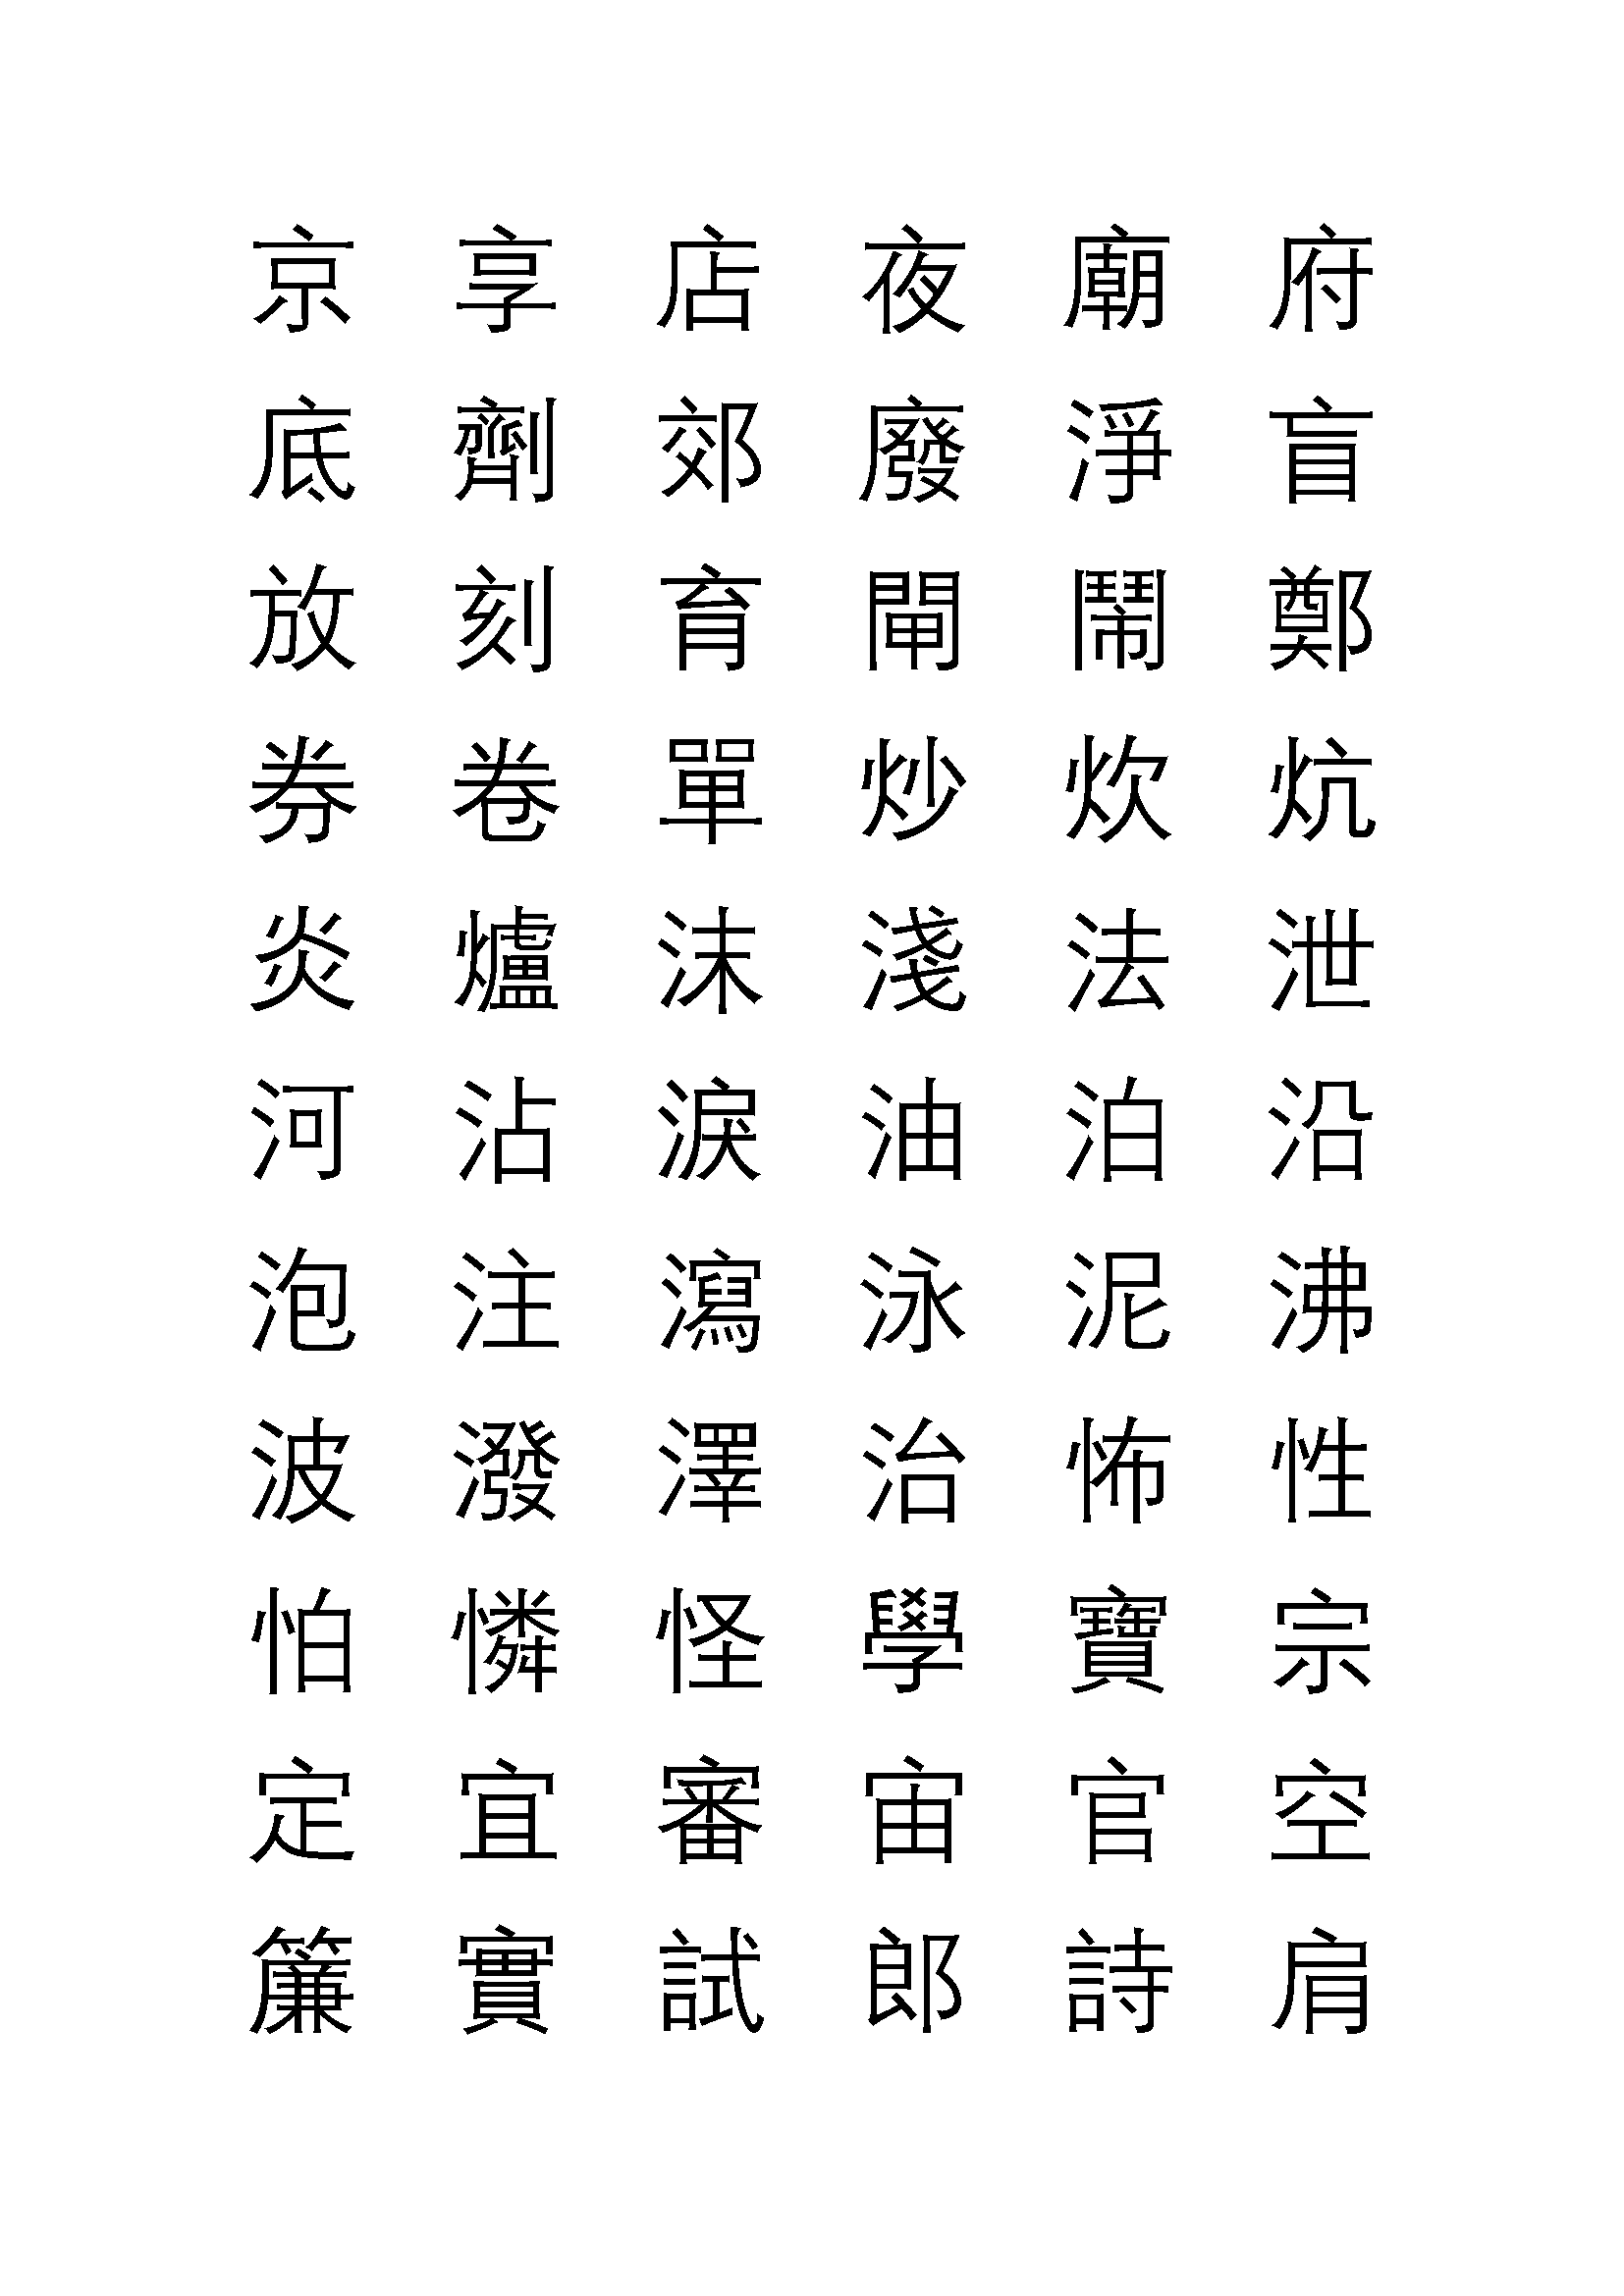 京 享 店 夜 廟 府
底 劑 郊 廢 淨 盲
放 刻 育 閘 鬧 鄭
券 卷 單 炒 炊 炕
炎 爐 沫 淺 法 泄
河 沾 淚 油 泊 沿
泡 注 瀉 泳 泥 沸
波 潑 澤 治 怖 性
怕 憐 怪 學 寶 宗
定 宜 審 宙 官 空
簾 實 試 郎 詩 肩